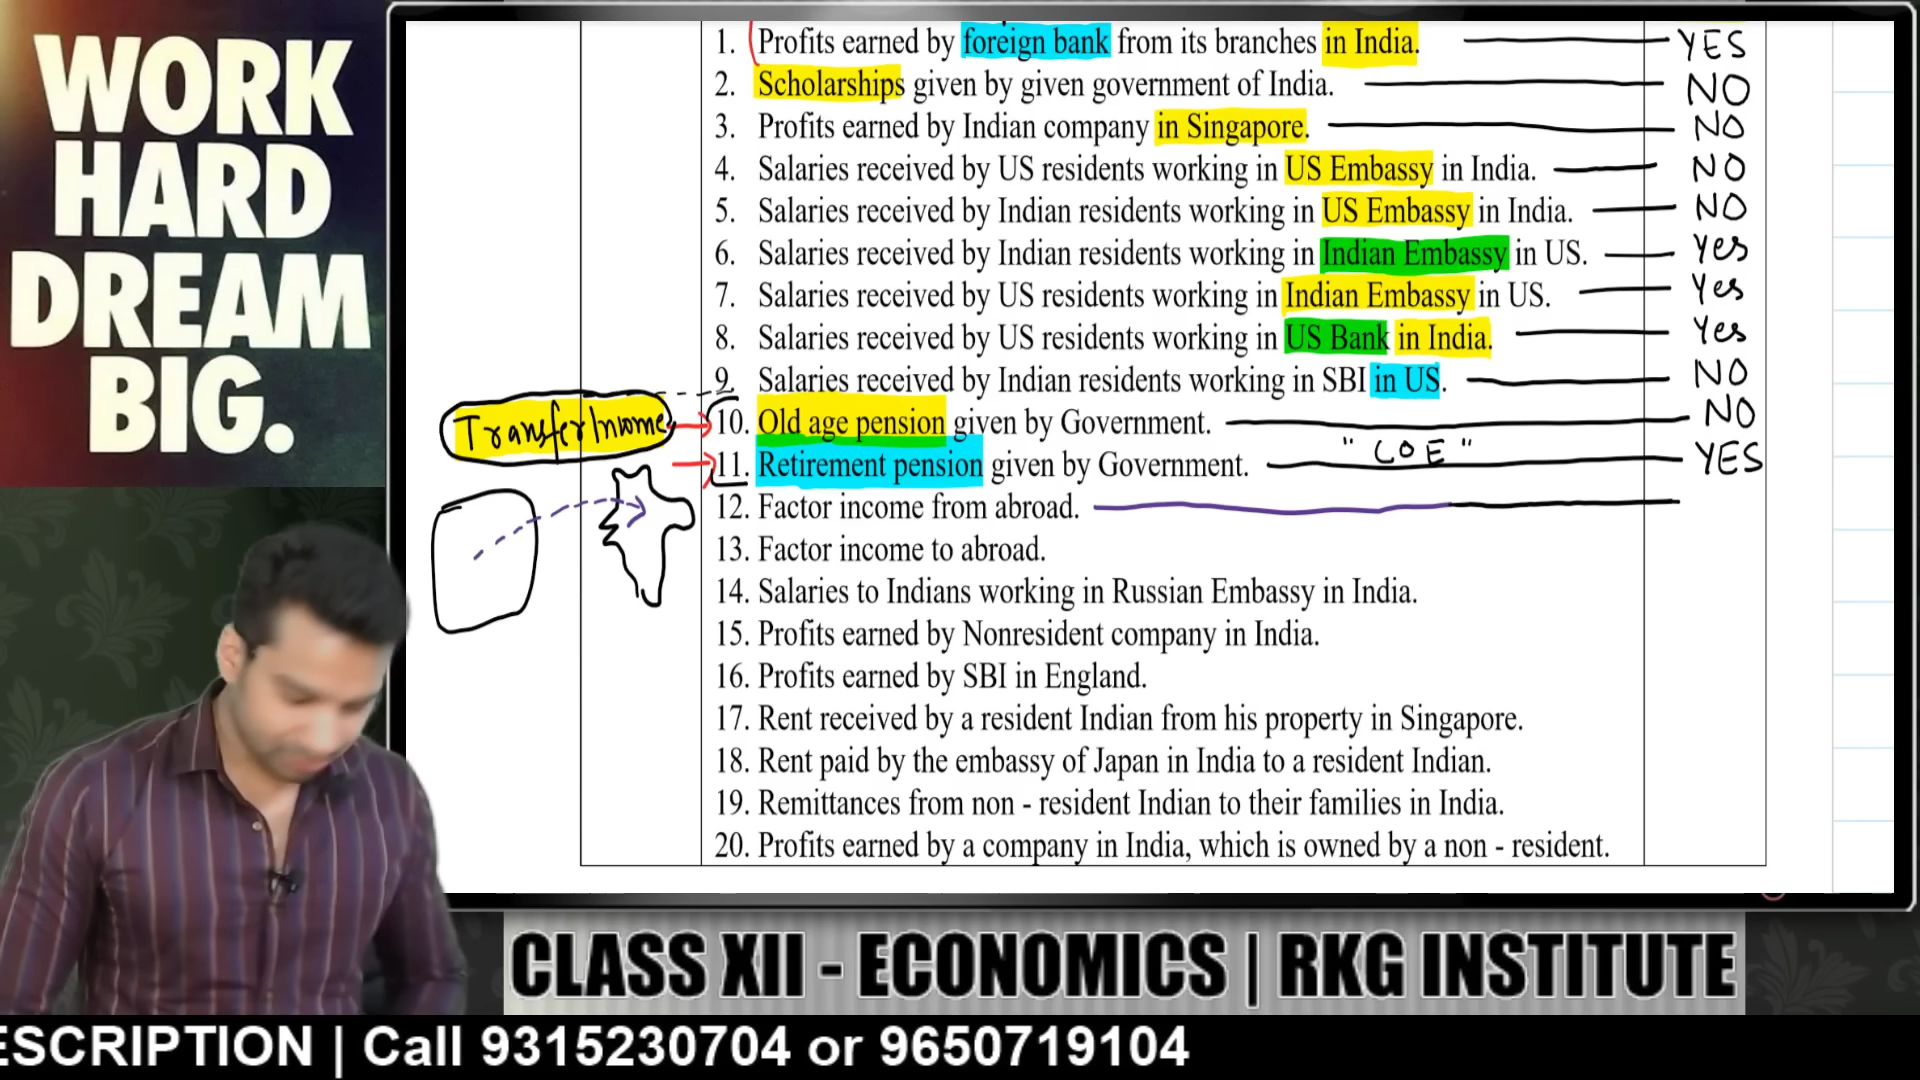 WORK
HARD
DREAM
BIG.
1. Profits earned by foreign bank from its branches in India. YES
2. Scholarships given by given government of India. NO
3. Profits earned by Indian company in Singapore. NO
4. Salaries received by US residents working in US Embassy in India. NO
5. Salaries received by Indian residents working in US Embassy in India. NO
6. Salaries received by Indian residents working in Indian Embassy in US. Yes
7. Salaries received by US residents working in Indian Embassy in US. Yes
8. Salaries received by US residents working in US Bank in India. Yes
9. Salaries received by Indian residents working in SBI in US. NO
Transfer Income
10. Old age pension given by Government. NO
11. Retirement pension given by Government. "COE" YES
12. Factor income from abroad.
13. Factor income to abroad.
14. Salaries to Indians working in Russian Embassy in India.
15. Profits earned by Nonresident company in India.
16. Profits earned by SBI in England.
17. Rent received by a resident Indian from his property in Singapore.
18. Rent paid by the embassy of Japan in India to a resident Indian.
19. Remittances from non - resident Indian to their families in India.
20. Profits earned by a company in India, which is owned by a non - resident.
CLASS XII - ECONOMICS | RKG INSTITUTE
ESCRIPTION | Call 9315230704 or 9650719104